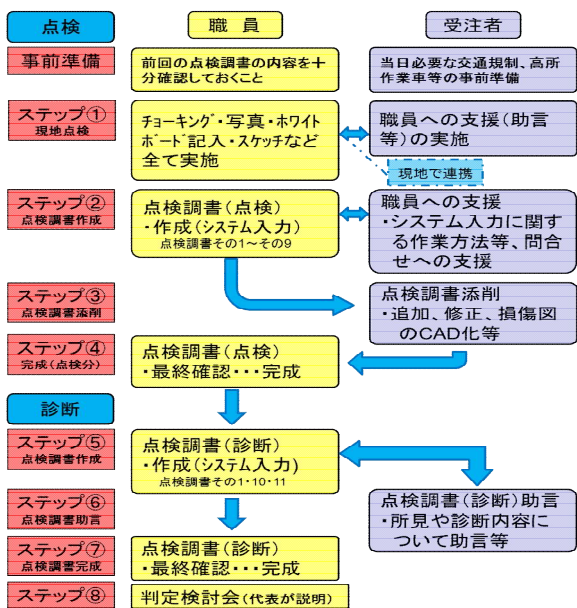 点検
職員
受注者
事前準備
前回の点検調書の内容を十
分確認しておくこと
当日必要な交通規制、高所
作業車等の事前準備
ステップ①
現地点検
チョーキング・写真・ホワイト
ボード記入・スケッチなど
全て実施
職員への支援(助言
等)の実施
現地で連携
ステップ②
点検調書作成
点検調書(点検)
・作成(システム入力)
点検調書その1～その9
職員への支援
・システム入力に関す
る作業方法等、問合
せへの支援
ステップ③
点検調書添削
点検調書添削
・追加、修正、損傷図
のCAD化等
ステップ④
完成(点検分)
点検調書(点検)
・最終確認・・・完成
診断
ステップ⑤
点検調書作成
点検調書(診断)
・作成(システム入力)
点検調書その1・10・11
ステップ⑥
点検調書助言
点検調書(診断)助言
・所見や診断内容に
ついて助言等
ステップ⑦
点検調書完成
点検調書(診断)
・最終確認・・・完成
ステップ⑧
判定検討会(代表が説明)